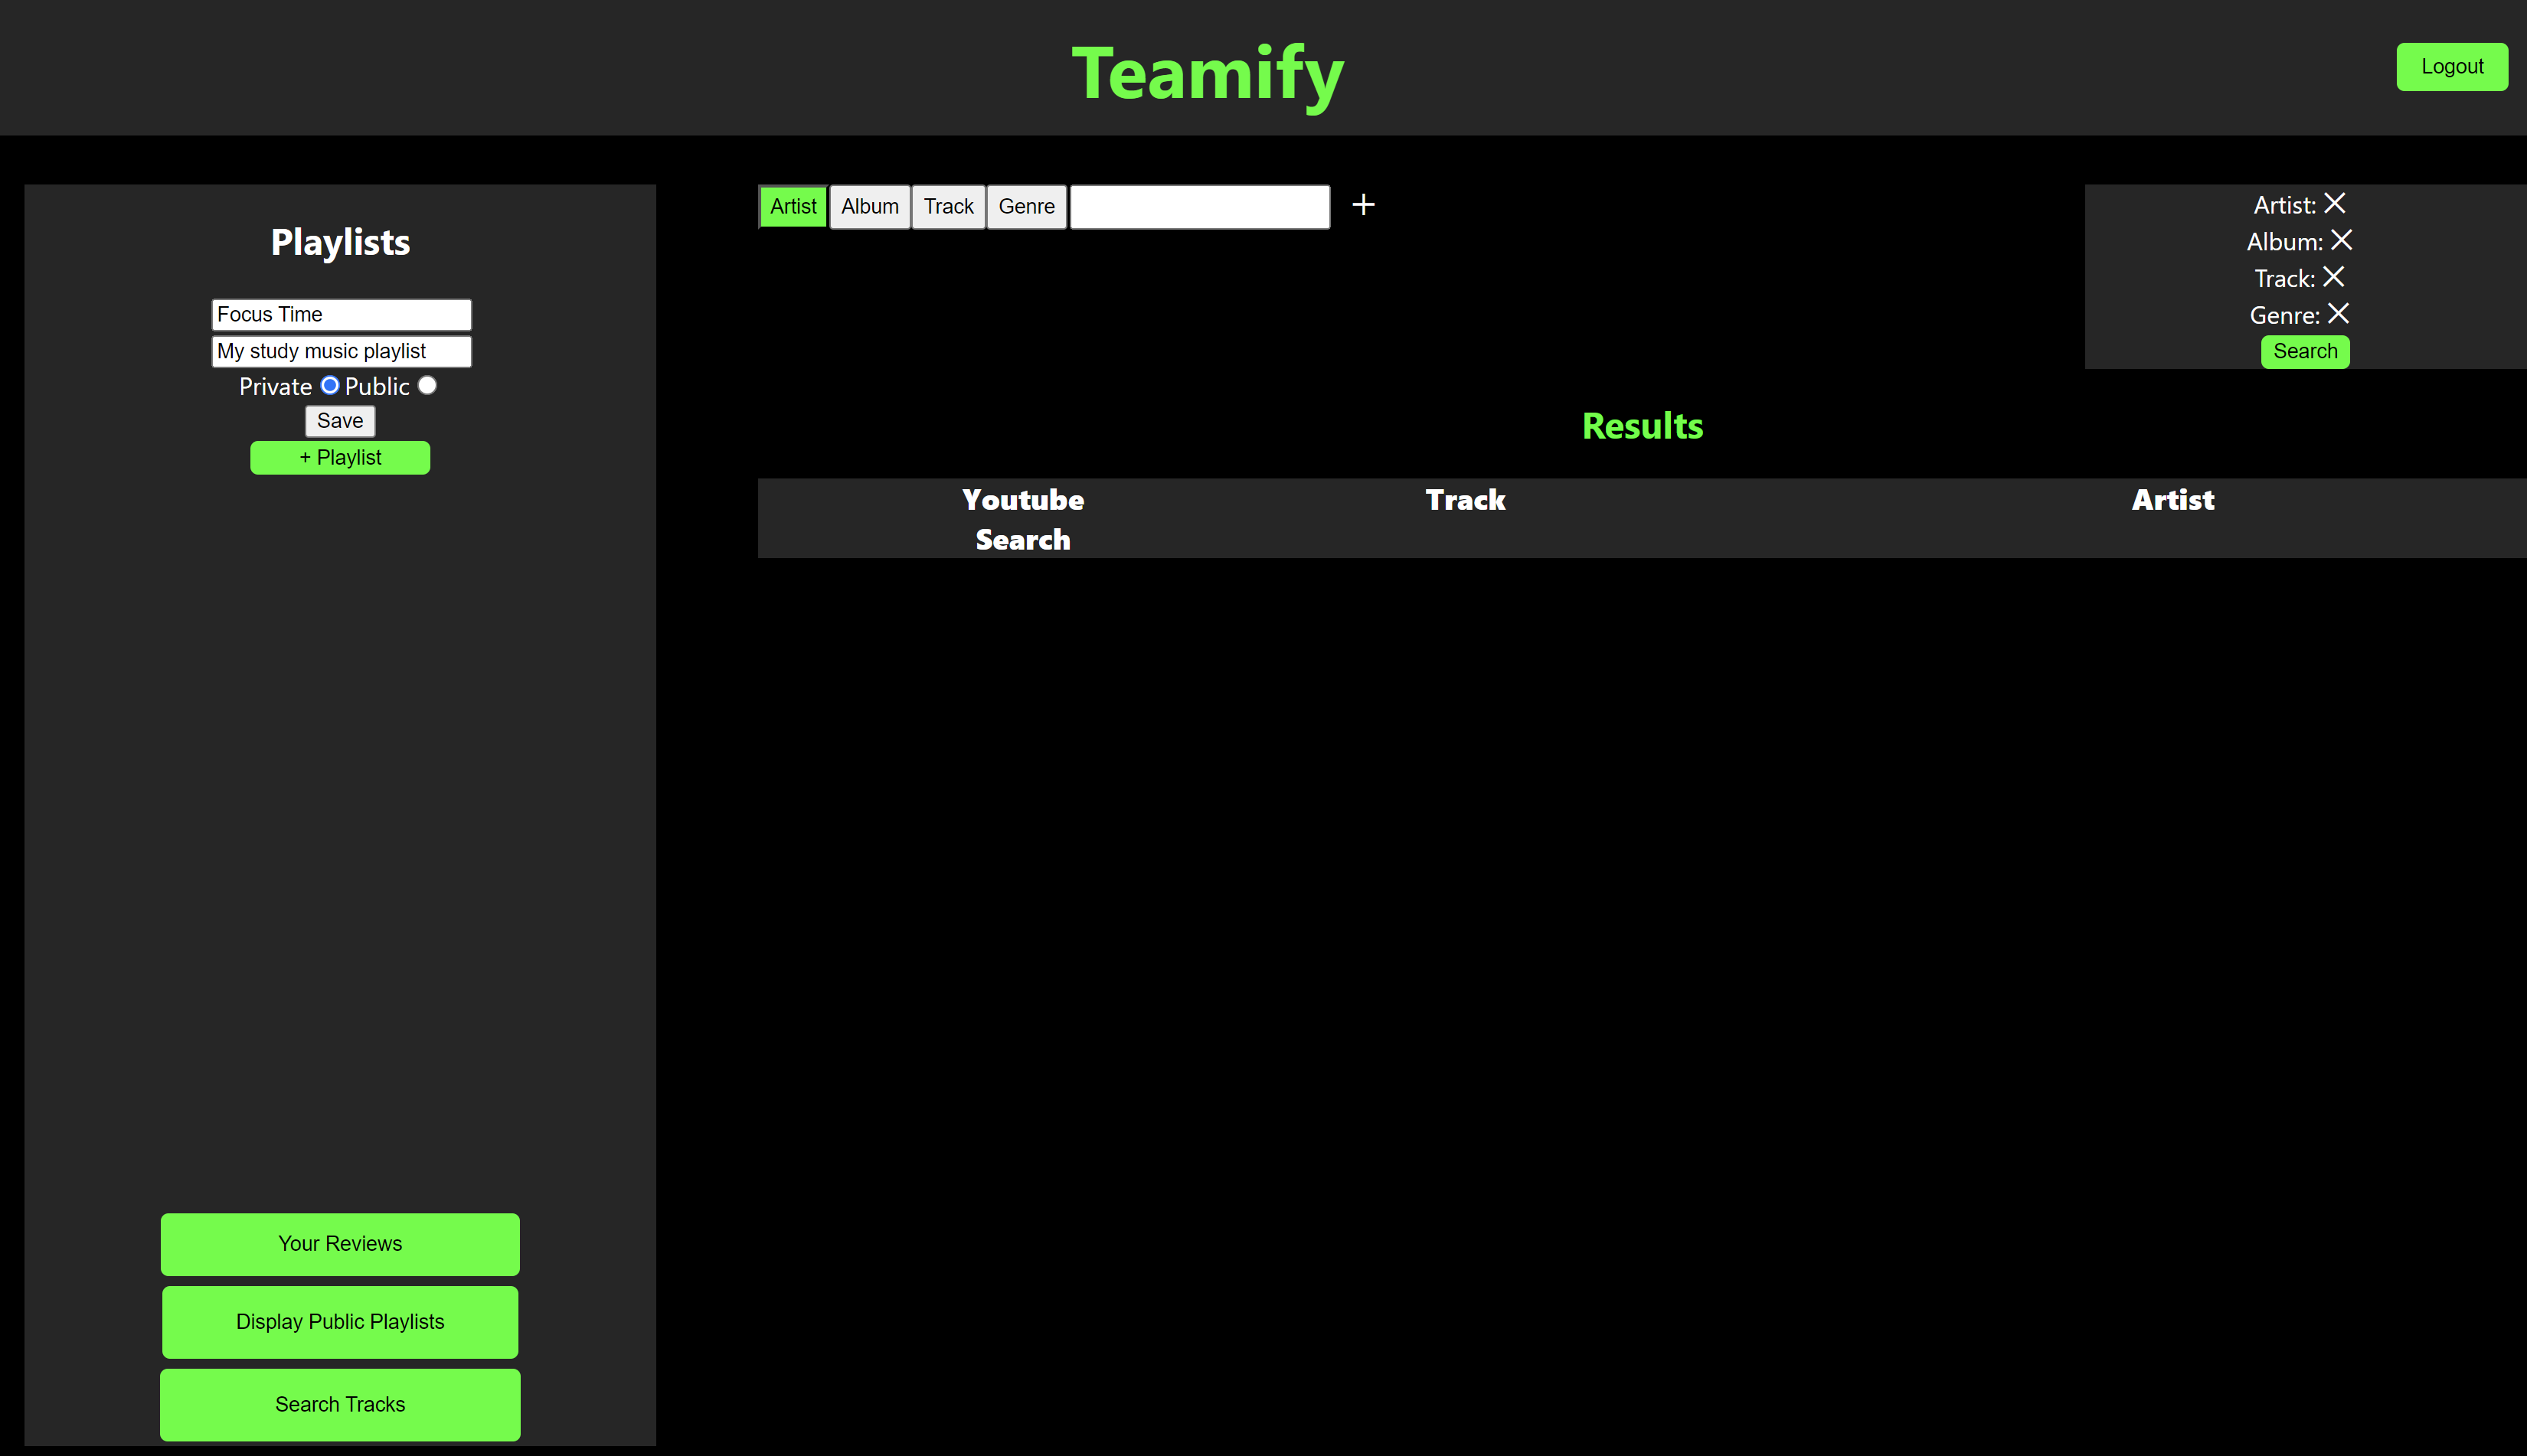 Teamify
Logout
Playlists
Focus Time
My study music playlist
Private Public
Save
+ Playlist
Your Reviews
Display Public Playlists
Search Tracks
Artist Album Track Genre +
Artist:
Album:
Track:
Genre:
Search
Results
Youtube Track Artist
Search